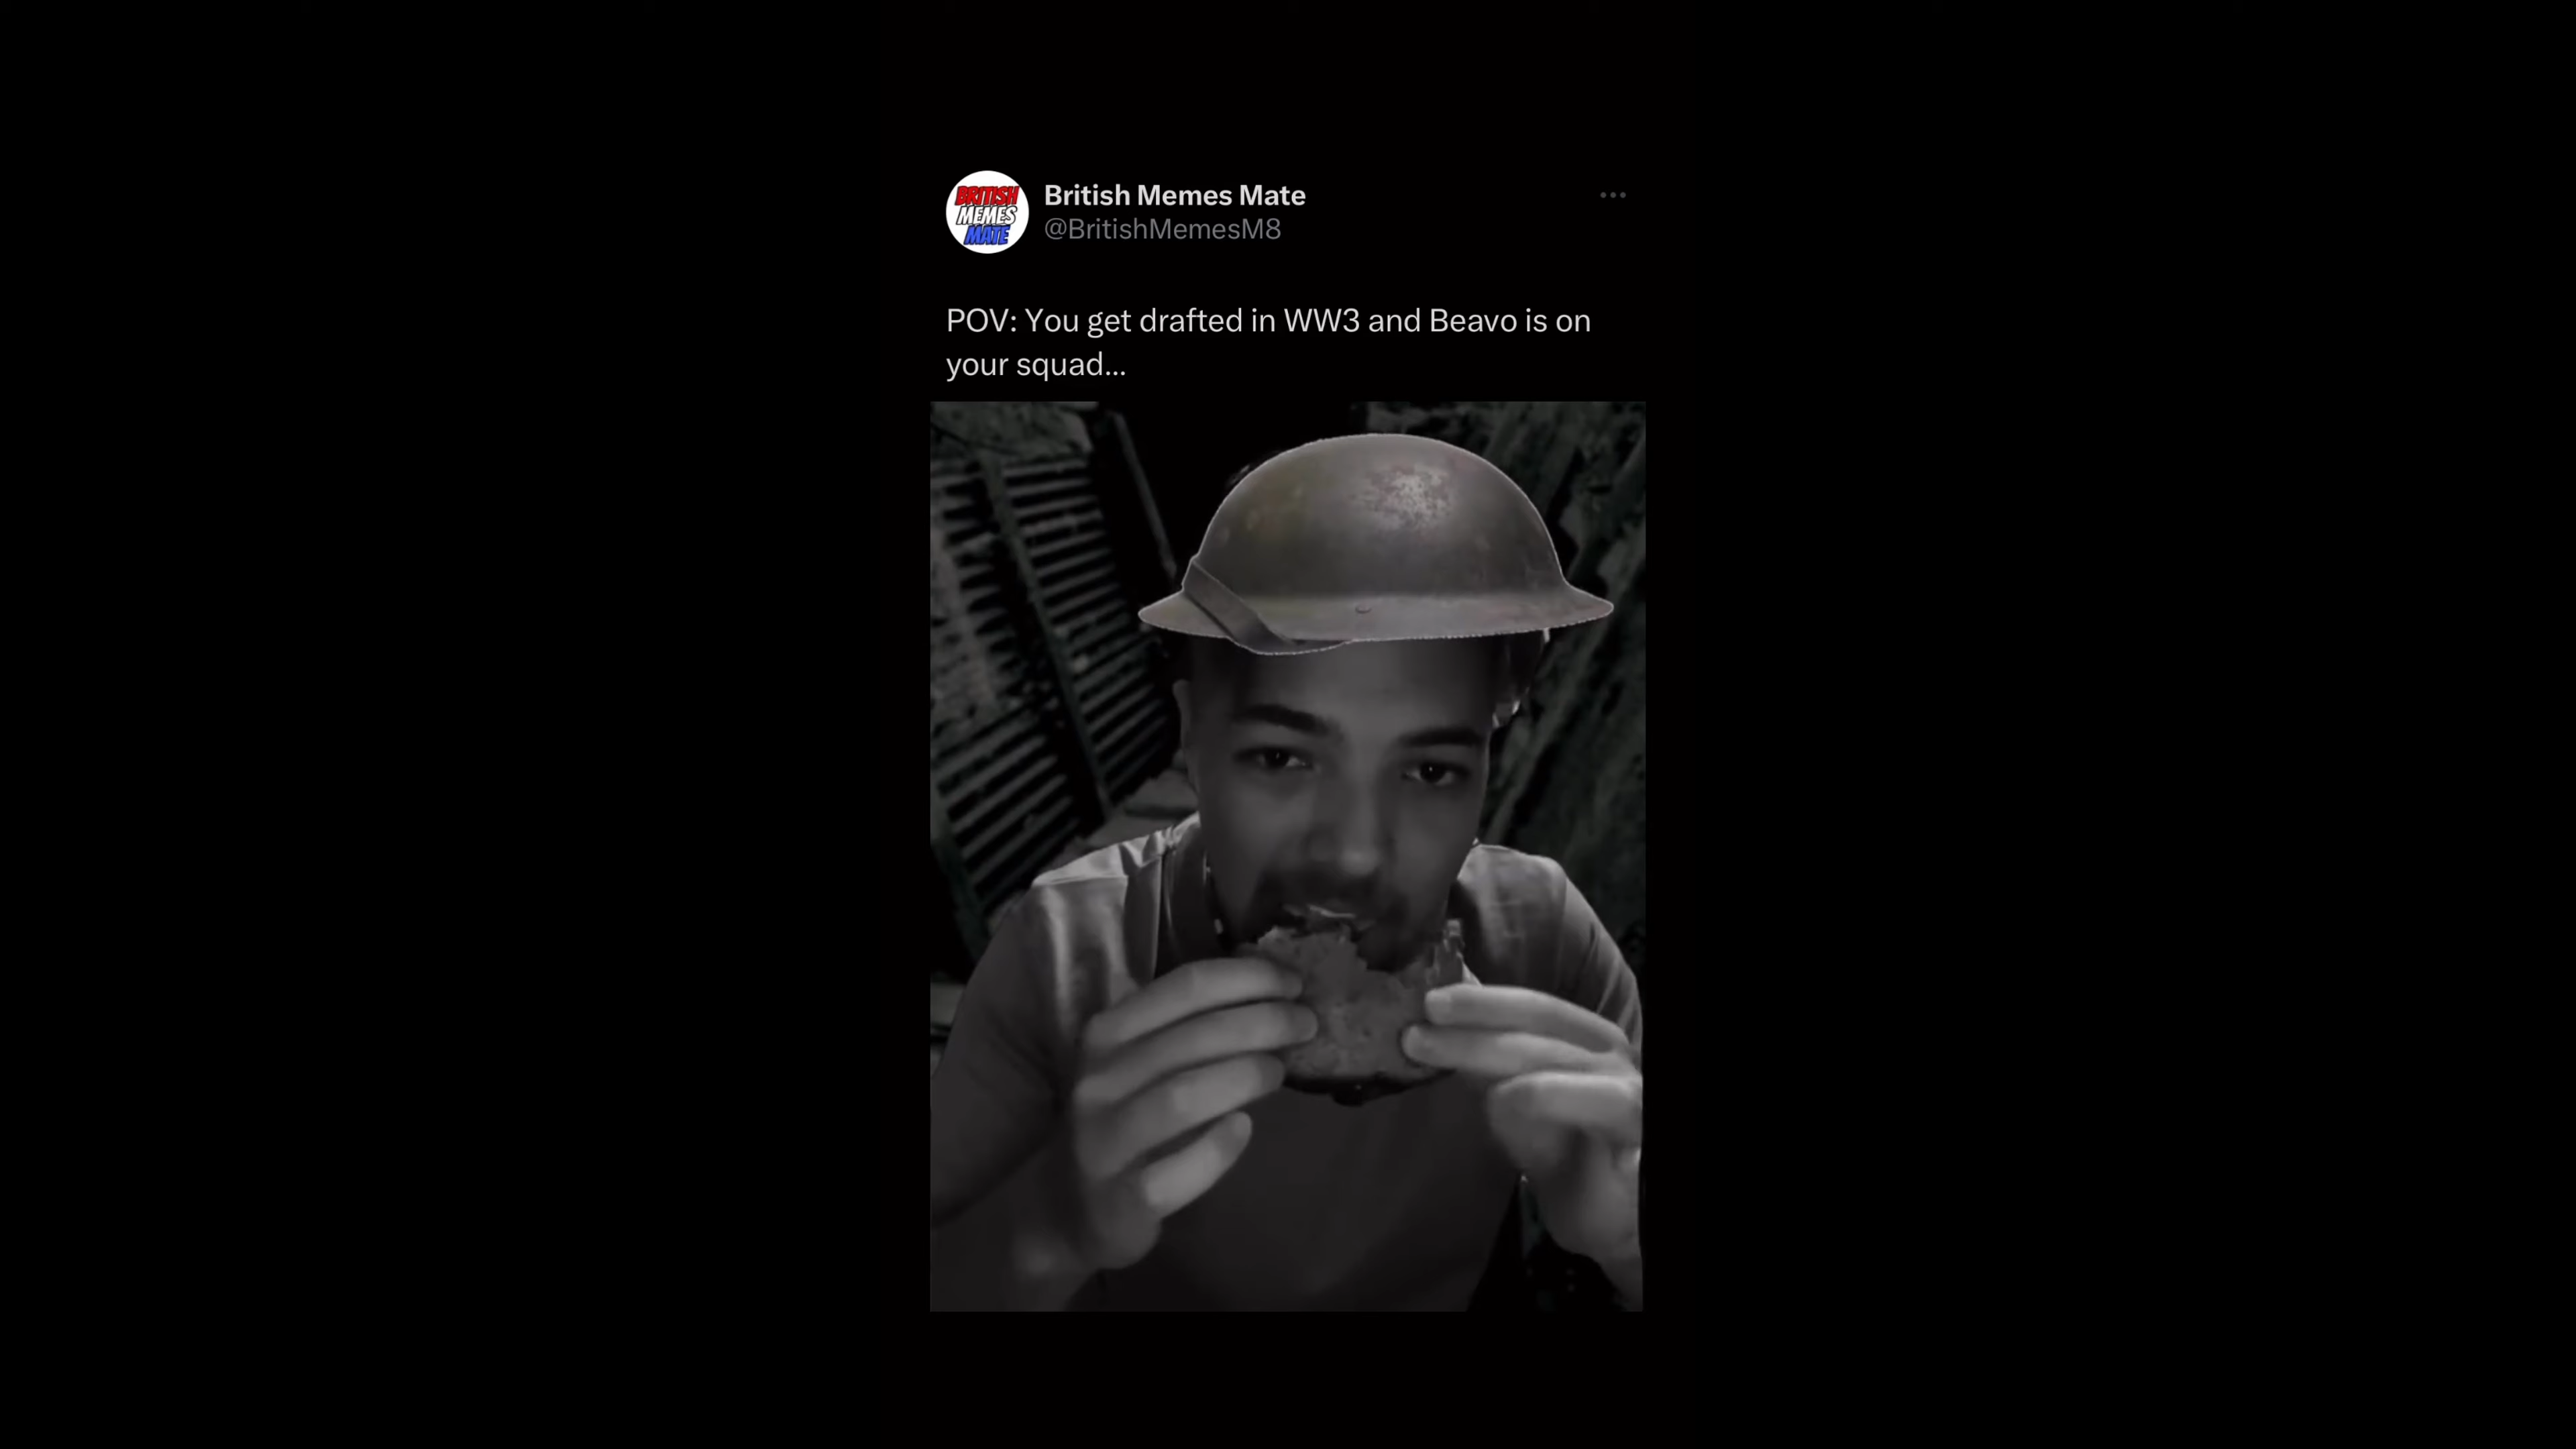 BRITISH
MEMES
MATE
British Memes Mate
@BritishMemesM8
POV: You get drafted in WW3 and Beavo is on
your squad...